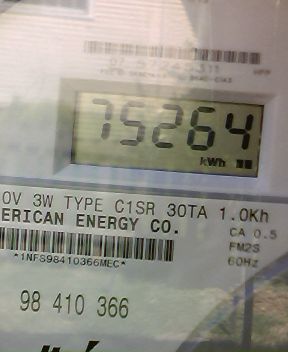 75264
kWh
0V 3W TYPE C1SR 30TA 1.0Kh
ERICAN ENERGY CO.
CA 0.5
FM2S
60Hz
*1NFS98410366MEC*
98 410 366